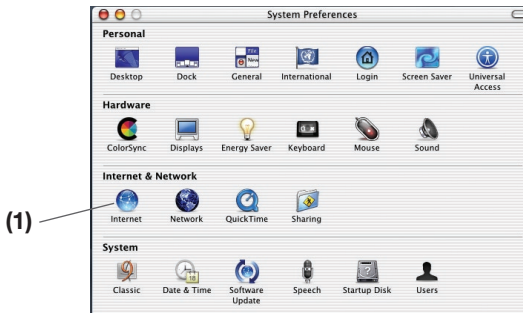 System Preferences
Personal
Desktop Dock General International Login Screen Saver Universal Access
Hardware
ColorSync Displays Energy Saver Keyboard Mouse Sound
Internet & Network
(1)
Internet Network QuickTime Sharing
System
Classic Date & Time Software Update Speech Startup Disk Users